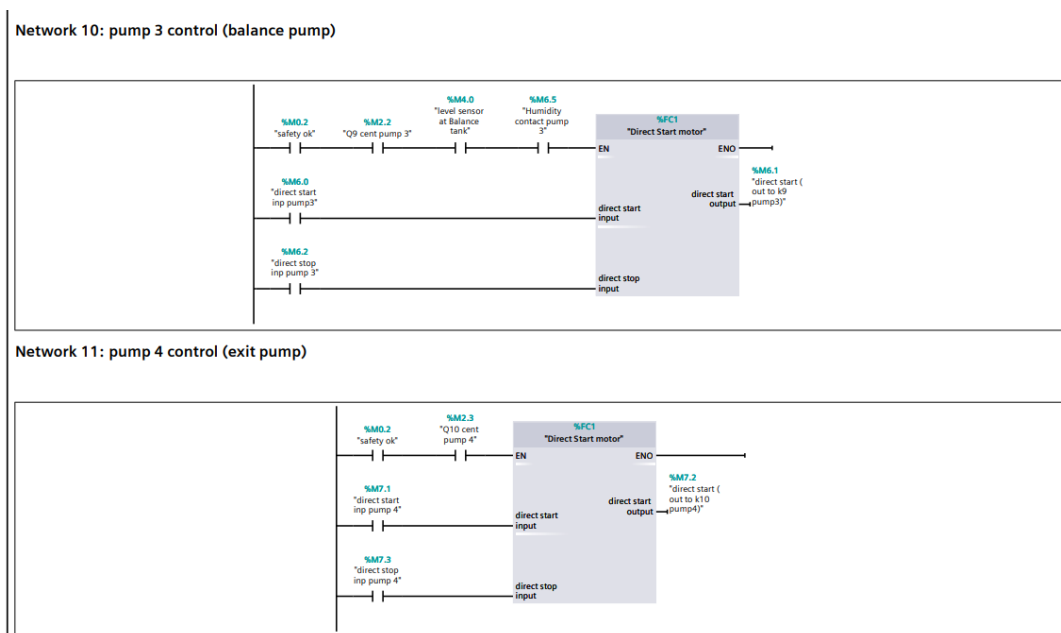 Network 10: pump 3 control (balance pump)
%M0.2
"safety ok"
%M2.2
"Q9 cent pump 3"
%M4.0
"level sensor
at Balance
tank"
%M6.5
"Humidity
contact pump
3"
%FC1
"Direct Start motor"
EN
ENO
%M6.0
"direct start
inp pump3"
direct start
input
direct start
output
%M6.1
"direct start (
out to k9
pump3)"
%M6.2
"direct stop
inp pump 3"
direct stop
input
Network 11: pump 4 control (exit pump)
%M0.2
"safety ok"
%M2.3
"Q10 cent
pump 4"
%FC1
"Direct Start motor"
EN
ENO
%M7.1
"direct start
inp pump 4"
direct start
input
direct start
output
%M7.2
"direct start (
out to k10
pump4)"
%M7.3
"direct stop
inp pump 4"
direct stop
input